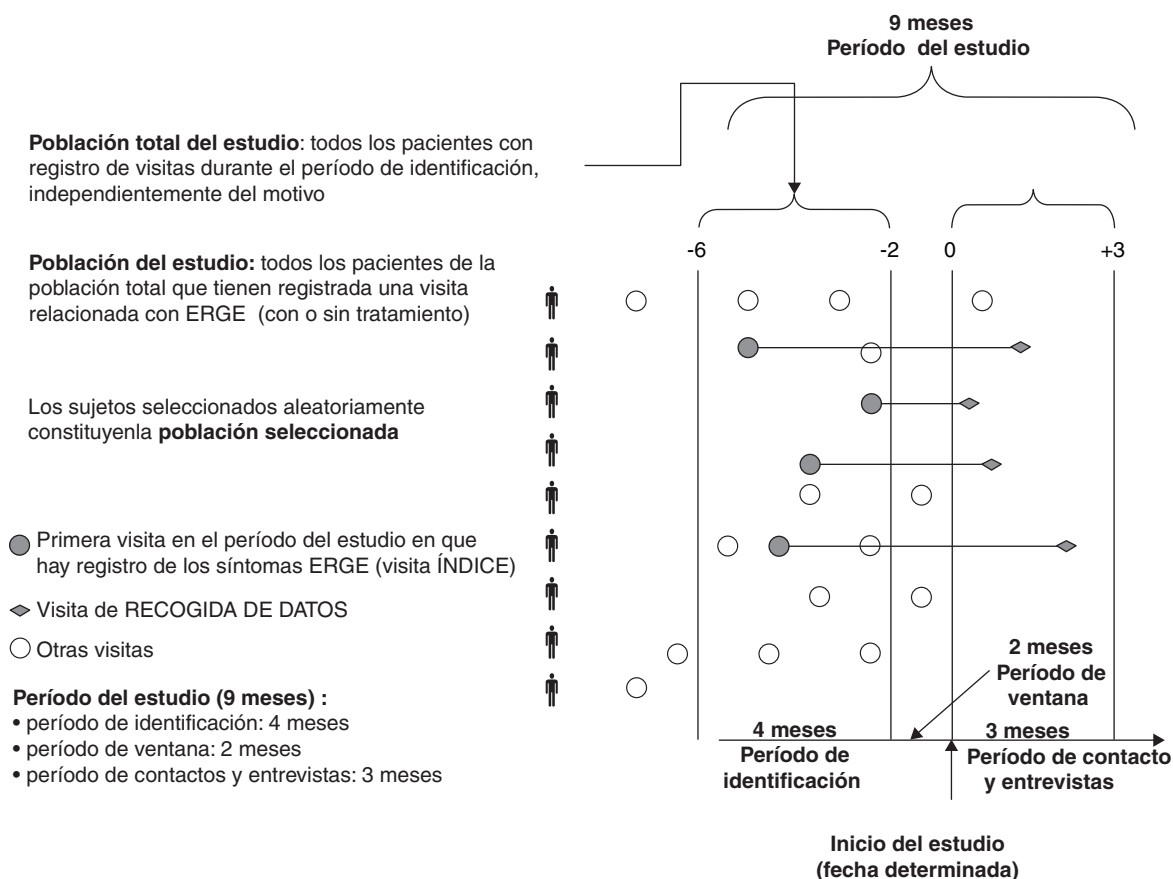 9 meses
Período del estudio
Población total del estudio: todos los pacientes con
registro de visitas durante el período de identificación,
independientemente del motivo
-6
-2
0
+3
Población del estudio: todos los pacientes de la
población total que tienen registrada una visita
relacionada con ERGE (con o sin tratamiento)
Los sujetos seleccionados aleatoriamente
constituyenla población seleccionada
Primera visita en el período del estudio en que
hay registro de los síntomas ERGE (visita ÍNDICE)
Visita de RECOGIDA DE DATOS
Otras visitas
Período del estudio (9 meses) :
• período de identificación: 4 meses
• período de ventana: 2 meses
• período de contactos y entrevistas: 3 meses
2 meses
Período de
ventana
4 meses
Período de
identificación
3 meses
Período de contacto
y entrevistas
Inicio del estudio
(fecha determinada)